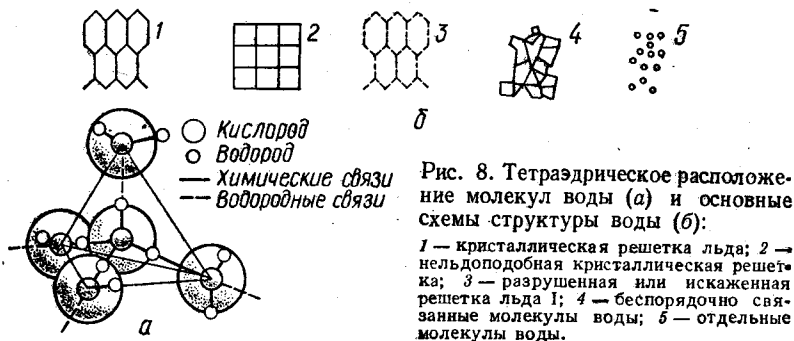 1
2
3
4
5
б
Кислород
Водород
Химические связи
Водородные связи
а
Рис. 8. Тетраэдрическое расположе-
ние молекул воды (а) и основные
схемы структуры воды (б):
1 — кристаллическая решетка льда; 2 —
нельдоподобная кристаллическая решет-
ка; 3 — разрушенная или искаженная
решетка льда I; 4 — беспорядочно свя-
занные молекулы воды; 5 — отдельные
молекулы воды.